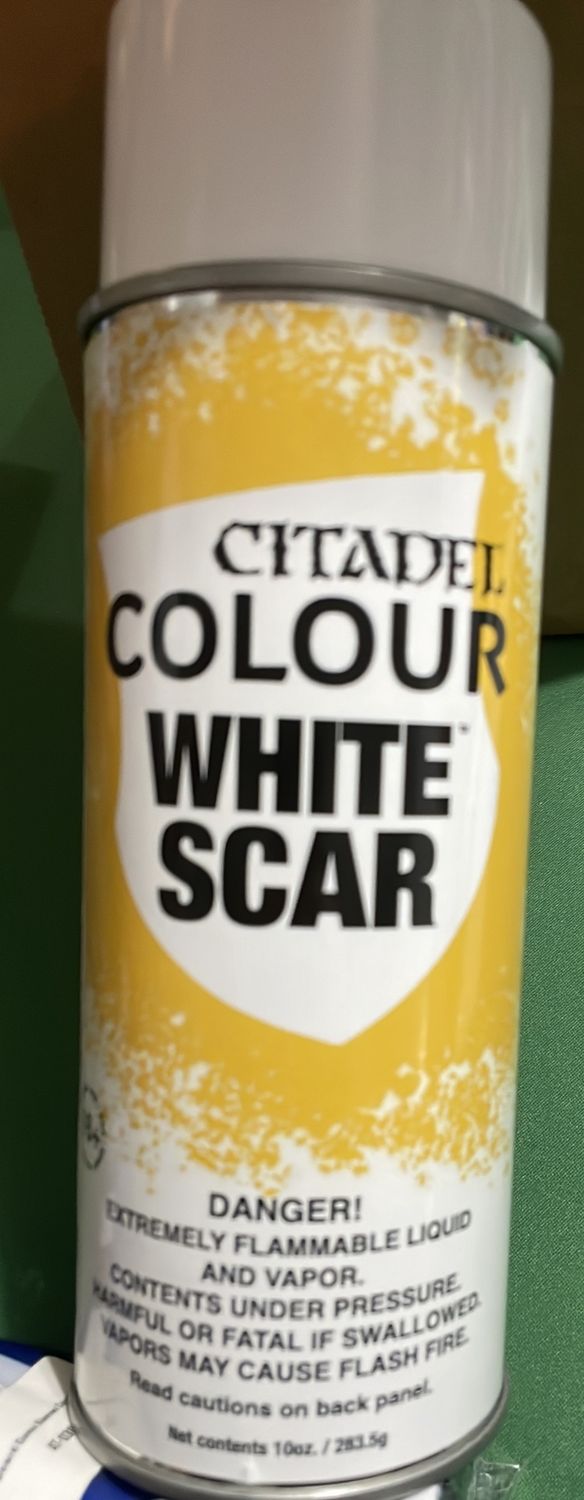 CITADEL
COLOUR
WHITE™
SCAR
DANGER!
EXTREMELY FLAMMABLE LIQUID
AND VAPOR.
CONTENTS UNDER PRESSURE.
HARMFUL OR FATAL IF SWALLOWED.
VAPORS MAY CAUSE FLASH FIRE.
Read cautions on back panel.
Net contents 10oz. / 283.5g